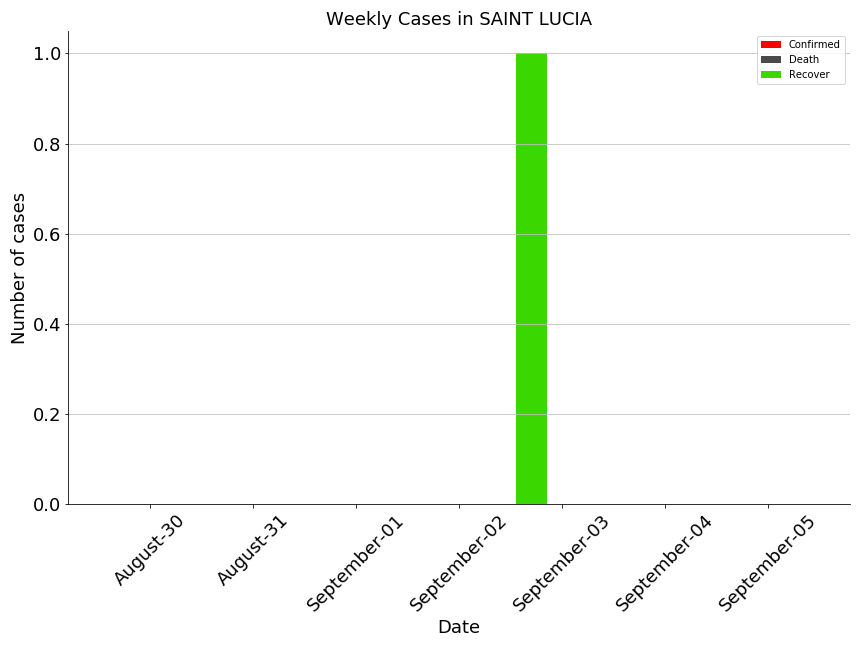 Weekly Cases in SAINT LUCIA
Confirmed
Death
Recover
Number of cases
1.0
0.8
0.6
0.4
0.2
0.0
August-30
August-31
September-01
September-02
September-03
September-04
September-05
Date